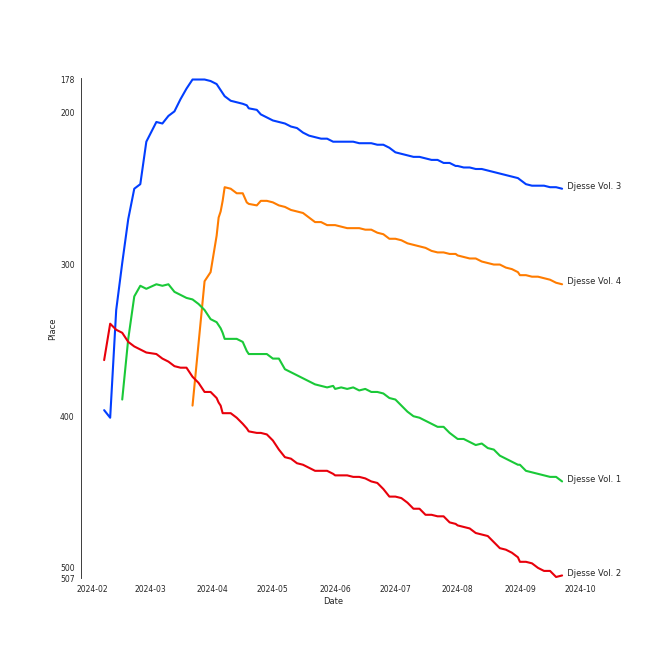 178
200
300
400
500
507
Place
2024-02 2024-03 2024-04 2024-05 2024-06 2024-07 2024-08 2024-09 2024-10
Date
Djesse Vol. 3
Djesse Vol. 4
Djesse Vol. 1
Djesse Vol. 2